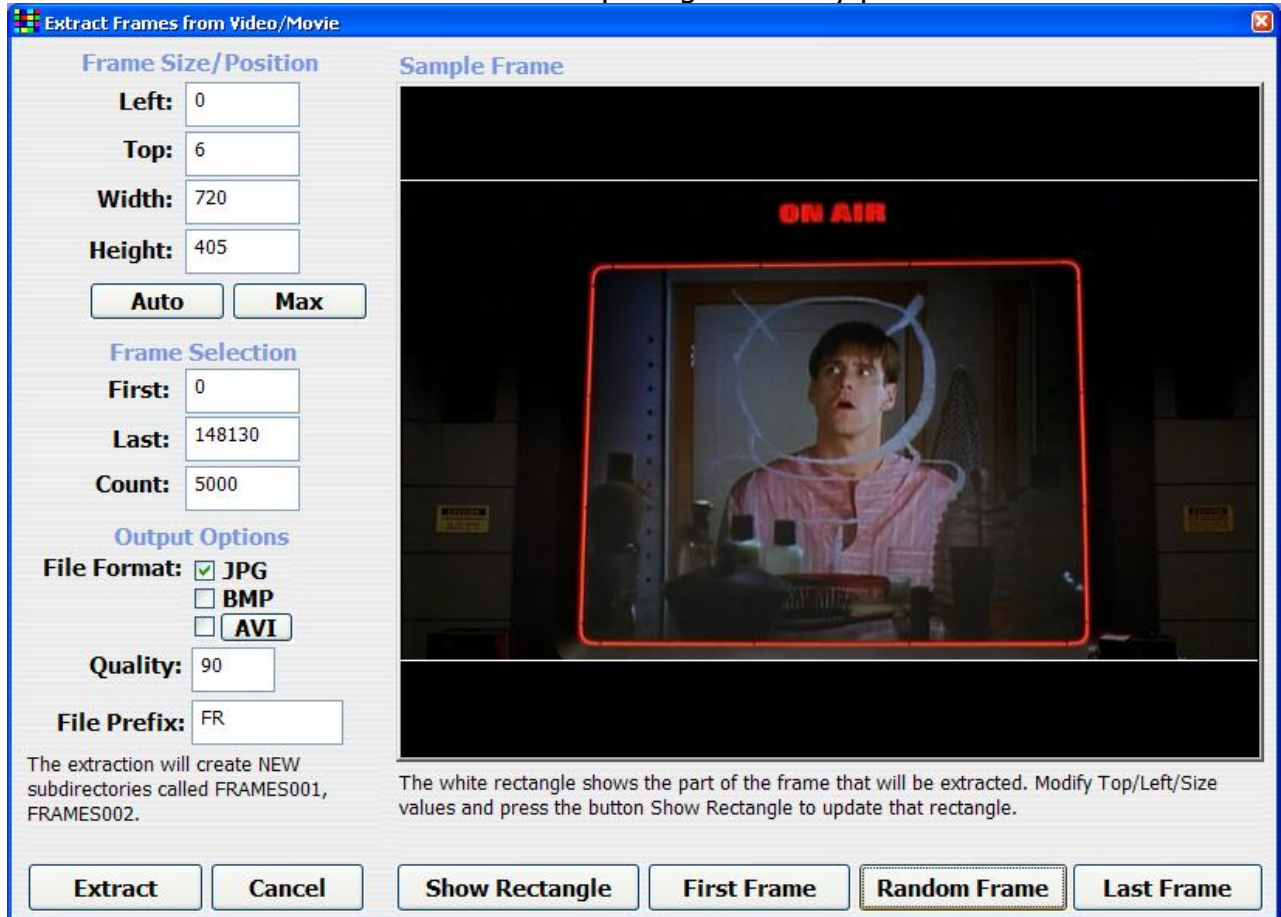 Extract Frames from Video/Movie
Frame Size/Position
Left: 0
Top: 6
Width: 720
Height: 405
Auto Max
Frame Selection
First: 0
Last: 148130
Count: 5000
Output Options
File Format: JPG
BMP
AVI
Quality: 90
File Prefix: FR
The extraction will create NEW
subdirectories called FRAMES001,
FRAMES002.
Extract Cancel
Sample Frame
ON AIR
The white rectangle shows the part of the frame that will be extracted. Modify Top/Left/Size
values and press the button Show Rectangle to update that rectangle.
Show Rectangle First Frame Random Frame Last Frame